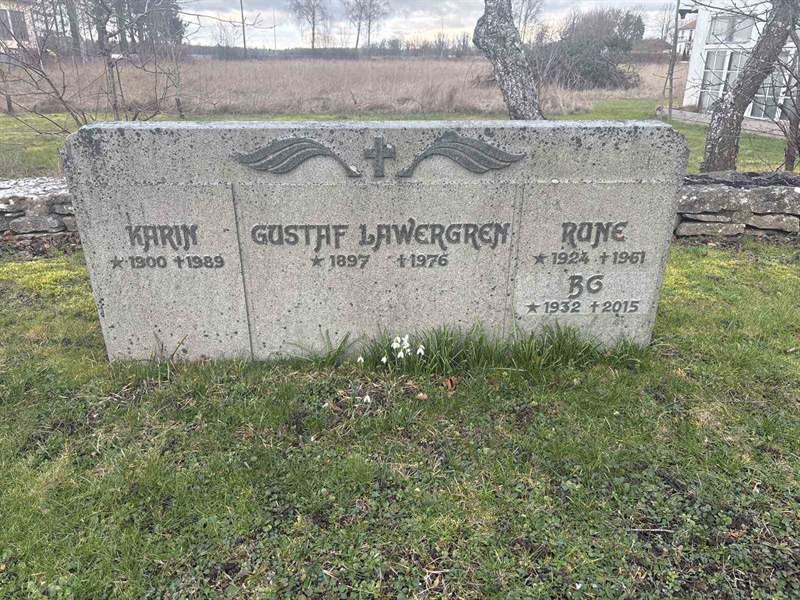 KARIN
* 1900 † 1989
GUSTAF LAWERGREN
* 1897 † 1976
RUNE
* 1924 † 1961
BG
* 1932 † 2015